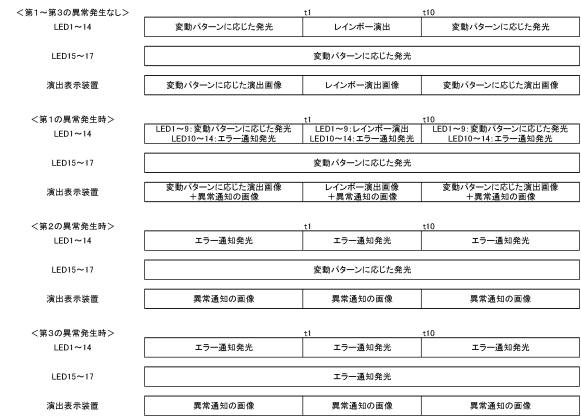 ＜第1～第3の異常発生なし＞
t1
t10
LED1～14
変動パターンに応じた発光
レインボー演出
変動パターンに応じた発光
LED15～17
変動パターンに応じた発光
演出表示装置
変動パターンに応じた演出画像
レインボー演出画像
変動パターンに応じた演出画像
＜第1の異常発生時＞
t1
t10
LED1～14
LED1～9：変動パターンに応じた発光
LED10～14：エラー通知発光
LED1～9：レインボー演出
LED10～14：エラー通知発光
LED1～9：変動パターンに応じた発光
LED10～14：エラー通知発光
LED15～17
変動パターンに応じた発光
演出表示装置
変動パターンに応じた演出画像
＋異常通知の画像
レインボー演出画像
＋異常通知の画像
変動パターンに応じた演出画像
＋異常通知の画像
＜第2の異常発生時＞
t1
t10
LED1～14
エラー通知発光
エラー通知発光
エラー通知発光
LED15～17
変動パターンに応じた発光
演出表示装置
異常通知の画像
異常通知の画像
異常通知の画像
＜第3の異常発生時＞
t1
t10
LED1～14
エラー通知発光
エラー通知発光
エラー通知発光
LED15～17
エラー通知発光
演出表示装置
異常通知の画像
異常通知の画像
異常通知の画像